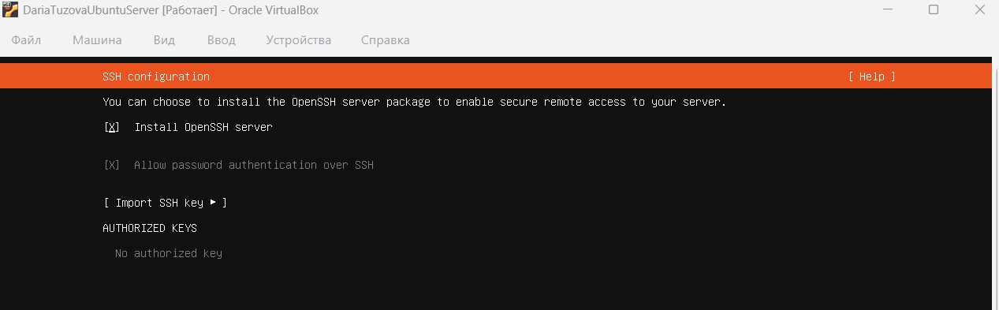 DariaTuzovaUbuntuServer [Работает] - Oracle VirtualBox
Файл Машина Вид Ввод Устройства Справка
SSH configuration [ Help ]
You can choose to install the OpenSSH server package to enable secure remote access to your server.
[X] Install OpenSSH server
[X] Allow password authentication over SSH
[ Import SSH key ▸ ]
AUTHORIZED KEYS
No authorized key